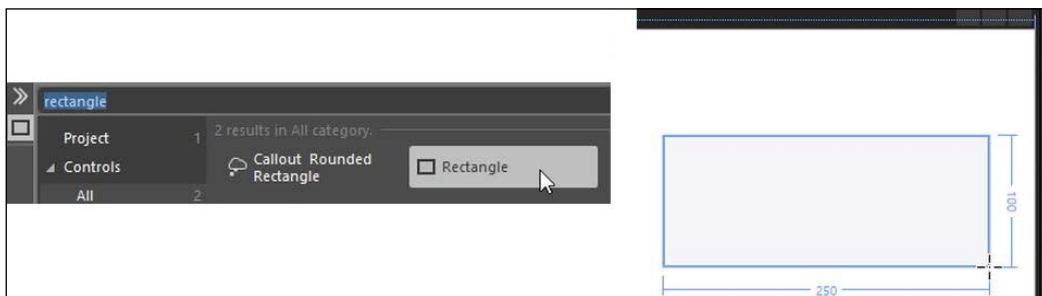 rectangle
Project 1
Controls
All 2
2 results in All category.
Callout Rounded
Rectangle
Rectangle
100
250